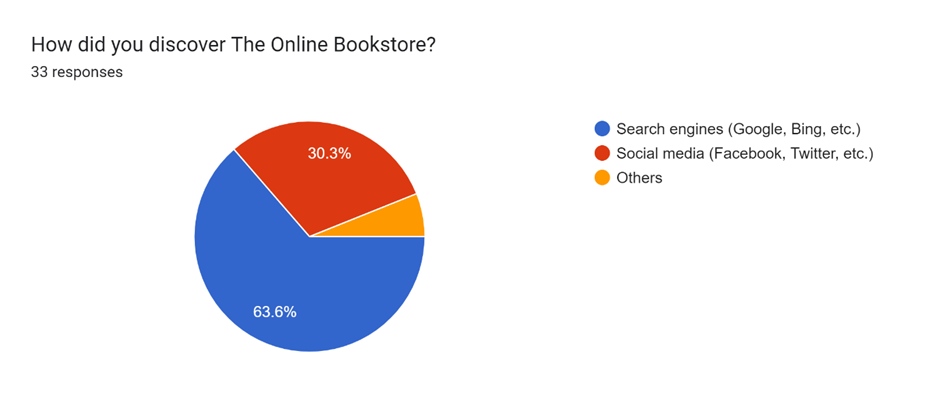 How did you discover The Online Bookstore?
33 responses
30.3%
63.6%
Search engines (Google, Bing, etc.)
Social media (Facebook, Twitter, etc.)
Others